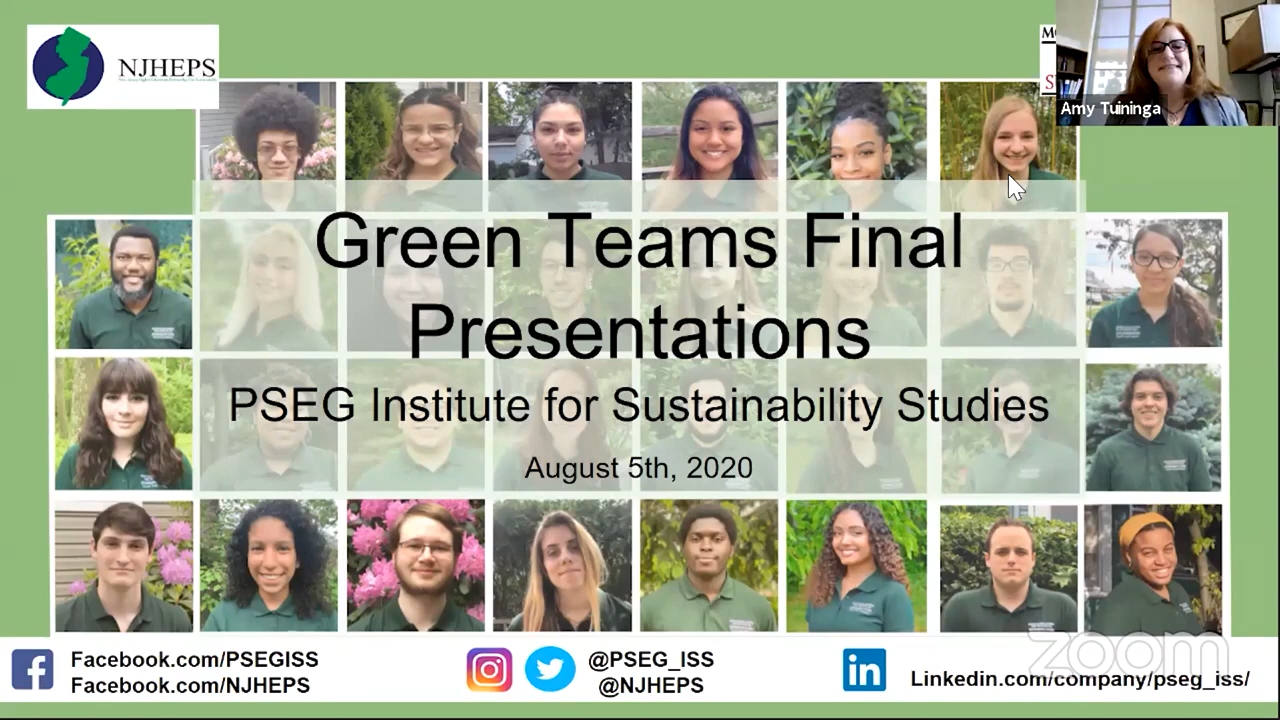 NJHEPS
Amy Tuininga
Green Teams Final
Presentations
PSEG Institute for Sustainability Studies
August 5th, 2020
Facebook.com/PSEGISS
Facebook.com/NJHEPS
@PSEG_ISS
@NJHEPS
Linkedin.com/company/pseg_iss/
zoom